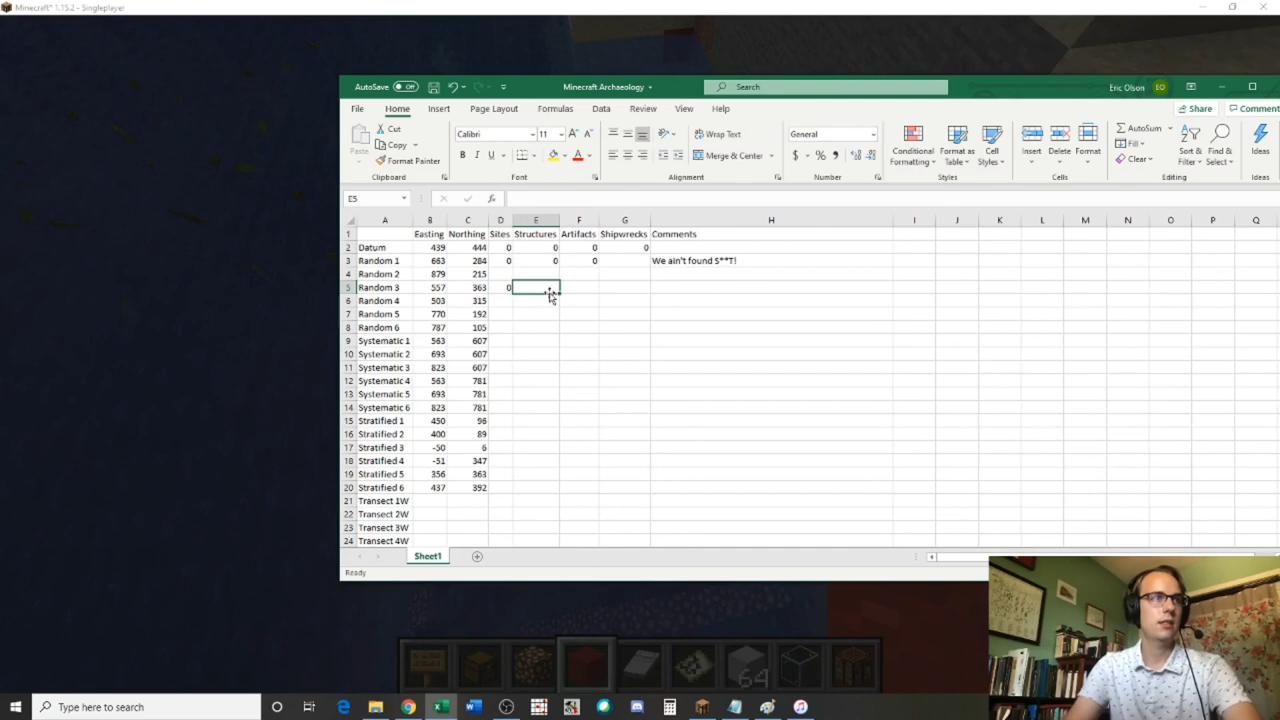 Minecraft* 1.15.2 - Singleplayer
AutoSave Off Minecraft Archaeology Search Eric Olson EO
File Home Insert Page Layout Formulas Data Review View Help Share Comment
Paste Cut Copy Format Painter Calibri 11 A A B I U Wrap Text Merge & Center General $ % , Conditional Formatting Format as Table Cell Styles Insert Delete Format AutoSum Fill Clear Sort & Filter Find & Select Ideas
Clipboard Font Alignment Number Styles Cells Editing Ideas
E5 fx
A B C D E F G H I J K L M N O P Q
1 Easting Northing Sites Structures Artifacts Shipwrecks Comments
2 Datum 439 444 0 0 0 0
3 Random 1 663 284 0 0 0 We ain't found S**T!
4 Random 2 879 215
5 Random 3 557 363 0
6 Random 4 503 315
7 Random 5 770 192
8 Random 6 787 105
9 Systematic 1 563 607
10 Systematic 2 693 607
11 Systematic 3 823 607
12 Systematic 4 563 781
13 Systematic 5 693 781
14 Systematic 6 823 781
15 Stratified 1 450 96
16 Stratified 2 400 89
17 Stratified 3 -50 6
18 Stratified 4 -51 347
19 Stratified 5 356 363
20 Stratified 6 437 392
21 Transect 1W
22 Transect 2W
23 Transect 3W
24 Transect 4W
Sheet1
Ready
64
Type here to search